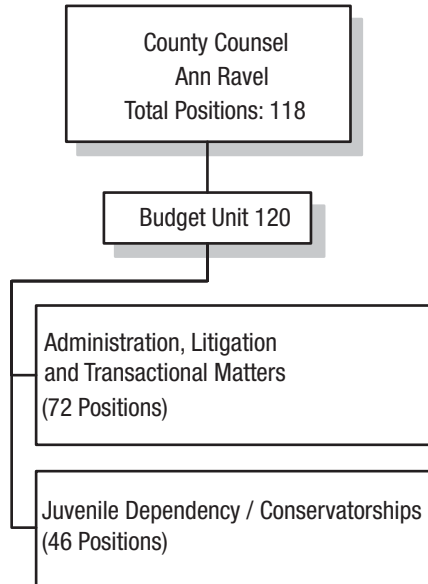 County Counsel
Ann Ravel
Total Positions: 118
Budget Unit 120
Administration, Litigation
and Transactional Matters
(72 Positions)
Juvenile Dependency / Conservatorships
(46 Positions)